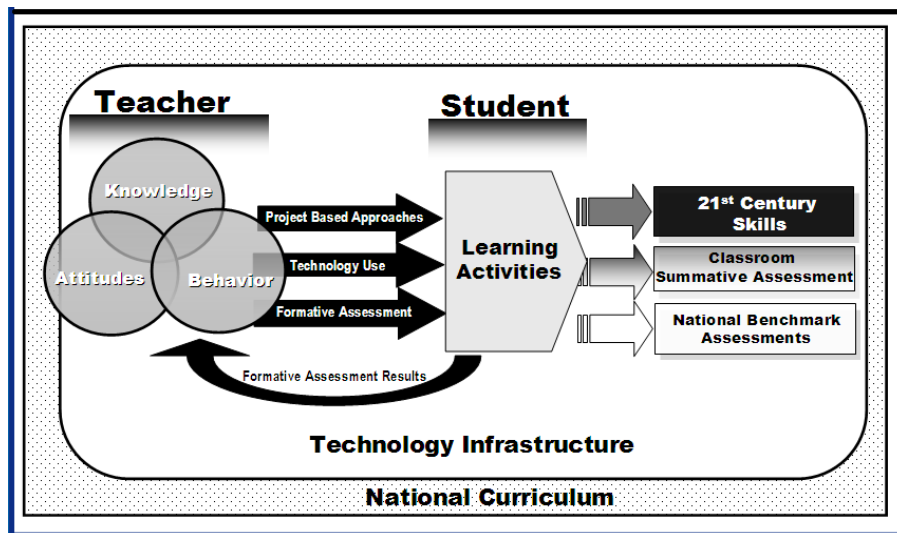 Teacher
Student
Knowledge
Attitudes
Behavior
Project Based Approaches
Technology Use
Formative Assessment
Learning
Activities
21st Century
Skills
Classroom
Summative Assessment
National Benchmark
Assessments
Formative Assessment Results
Technology Infrastructure
National Curriculum